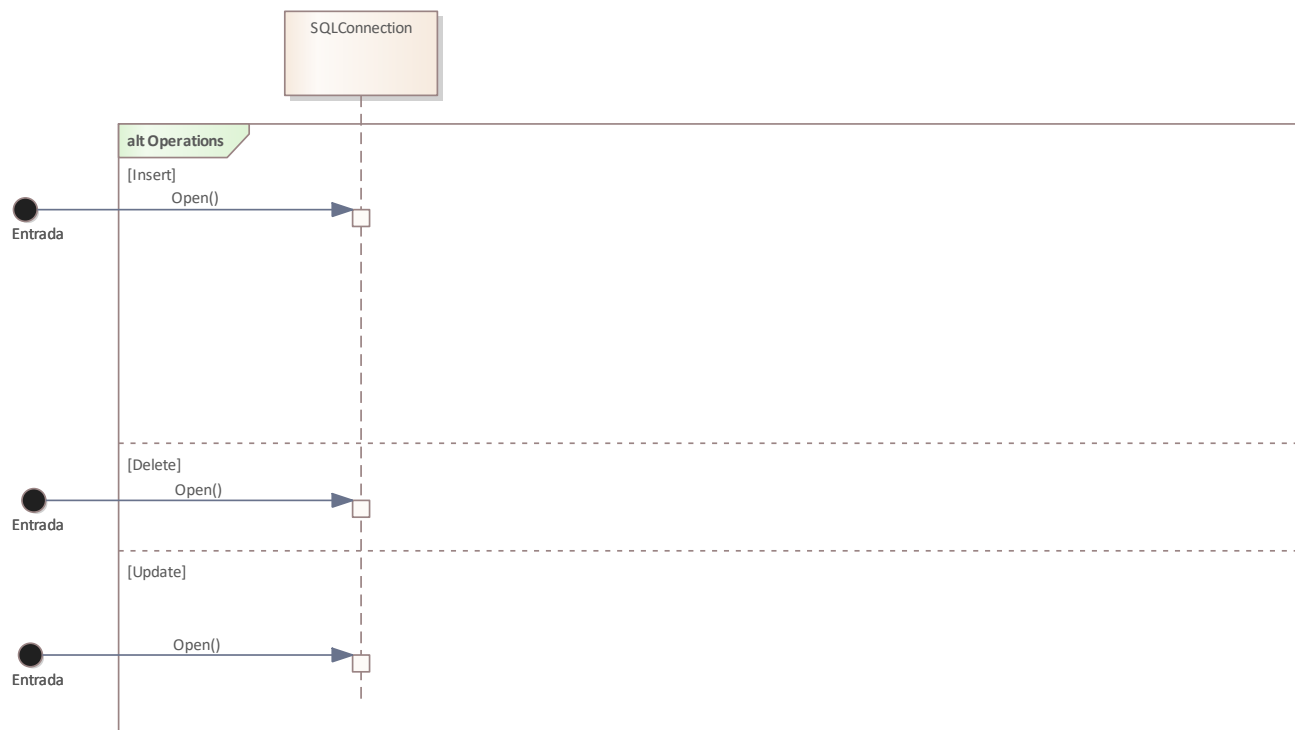 SQLConnection
alt Operations
[Insert]
Open()
Entrada
[Delete]
Open()
Entrada
[Update]
Open()
Entrada